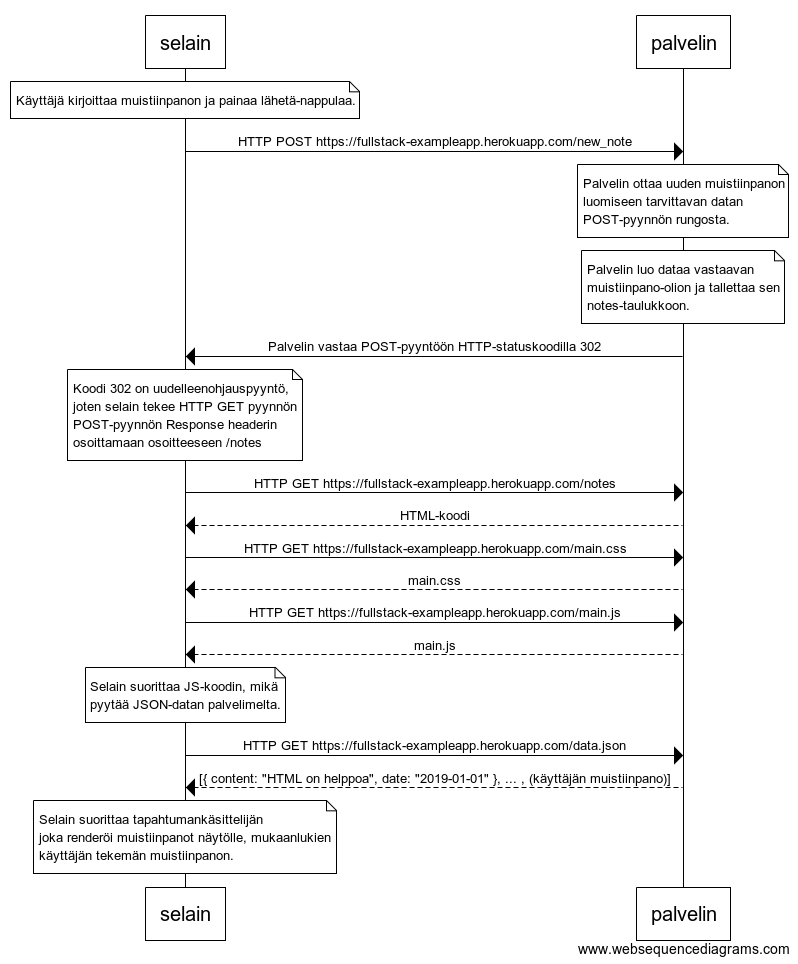 selain
palvelin
Käyttäjä kirjoittaa muistiinpanon ja painaa lähetä-nappulaa.
HTTP POST https://fullstack-exampleapp.herokuapp.com/new_note
Palvelin ottaa uuden muistiinpanon
luomiseen tarvittavan datan
POST-pyynnön rungosta.
Palvelin luo dataa vastaavan
muistiinpano-olion ja tallettaa sen
notes-taulukkoon.
Palvelin vastaa POST-pyyntöön HTTP-statuskoodilla 302
Koodi 302 on uudelleenohjauspyyntö,
joten selain tekee HTTP GET pyynnön
POST-pyynnön Response headerin
osoittamaan osoitteeseen /notes
HTTP GET https://fullstack-exampleapp.herokuapp.com/notes
HTML-koodi
HTTP GET https://fullstack-exampleapp.herokuapp.com/main.css
main.css
HTTP GET https://fullstack-exampleapp.herokuapp.com/main.js
main.js
Selain suorittaa JS-koodin, mikä
pyytää JSON-datan palvelimelta.
HTTP GET https://fullstack-exampleapp.herokuapp.com/data.json
[{ content: "HTML on helppoa", date: "2019-01-01" }, ... , (käyttäjän muistiinpano)]
Selain suorittaa tapahtumankäsittelijän
joka renderöi muistiinpanot näytölle, mukaanlukien
käyttäjän tekemän muistiinpanon.
selain
palvelin
www.websequencediagrams.com